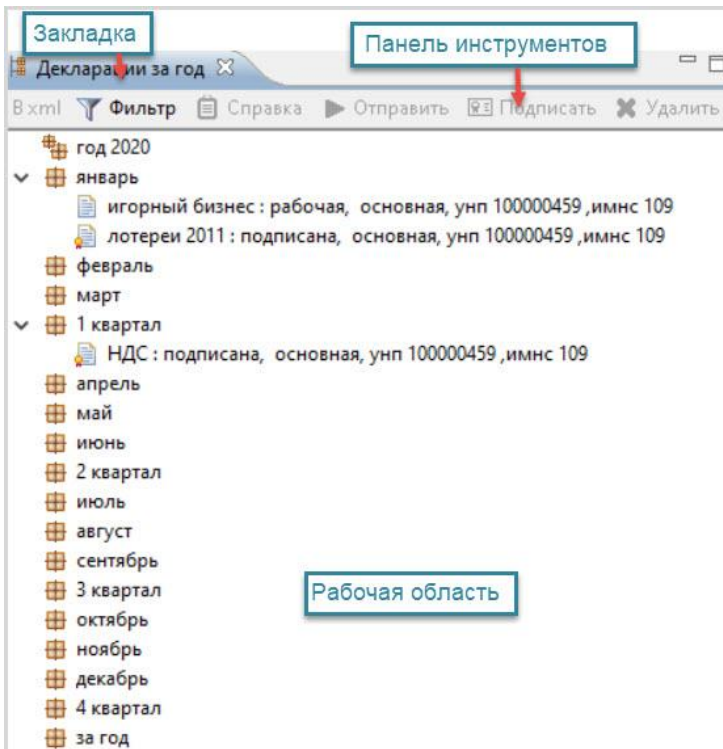 Закладка
Панель инструментов
Декларации за год
В xml Фильтр Справка Отправить Подписать Удалить
год 2020
январь
игорный бизнес : рабочая, основная, унп 100000459 ,имнс 109
лотереи 2011 : подписана, основная, унп 100000459 ,имнс 109
февраль
март
1 квартал
НДС : подписана, основная, унп 100000459 ,имнс 109
апрель
май
июнь
2 квартал
июль
август
сентябрь
3 квартал
Рабочая область
октябрь
ноябрь
декабрь
4 квартал
за год